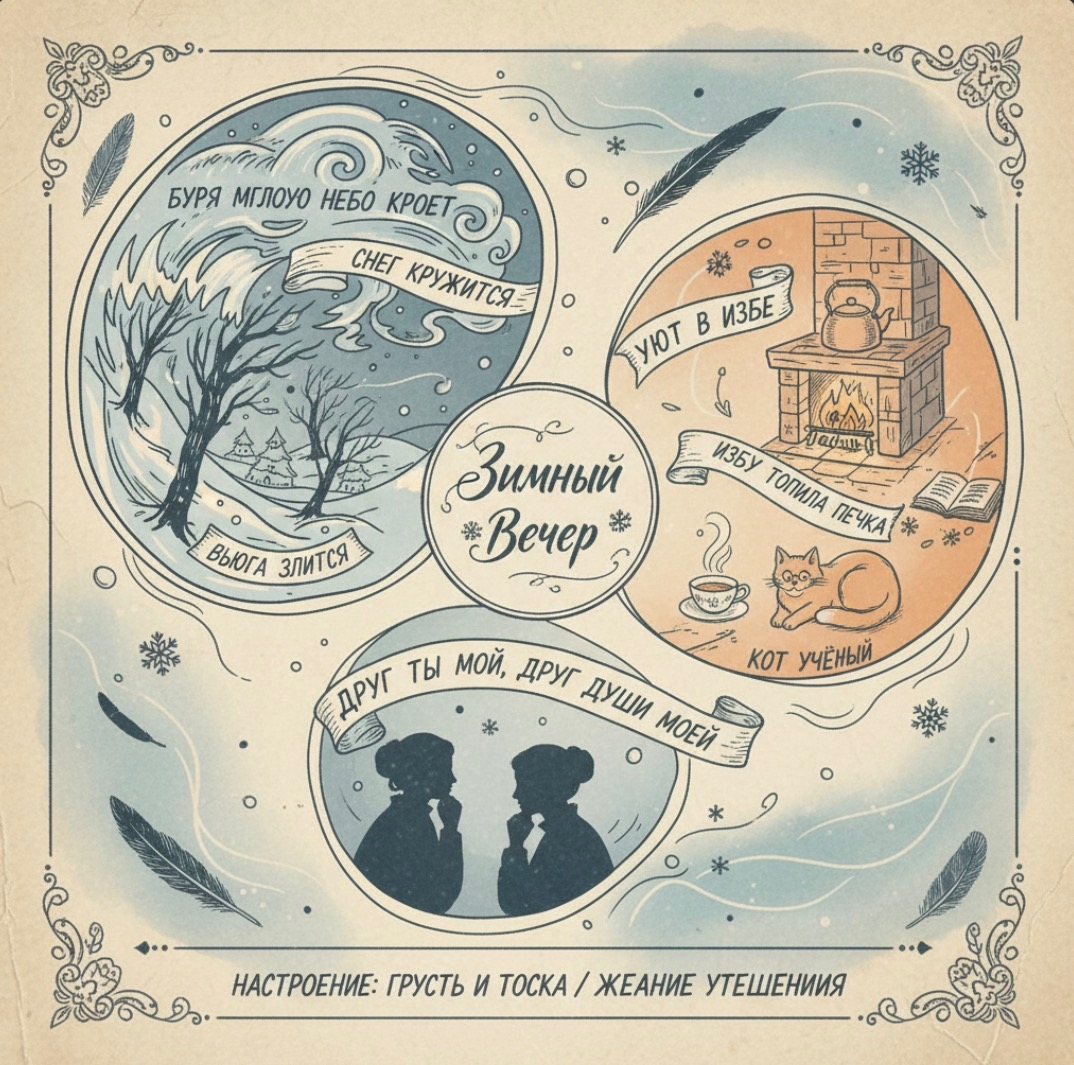 БУРЯ МГЛОУО НЕБО КРОЕТ
СНЕГ КРУЖИТСЯ
ВЬЮГА ЗЛИТСЯ
УЮТ В ИЗБЕ
ИЗБУ ТОПИЛА ПЕЧКА
КОТ УЧЁНЫЙ
Зимный
Вечер
ДРУГ ТЫ МОЙ, ДРУГ ДУШИ МОЕЙ
НАСТРОЕНИЕ: ГРУСТЬ И ТОСКА / ЖЕАНИЕ УТЕШЕНИИЯ